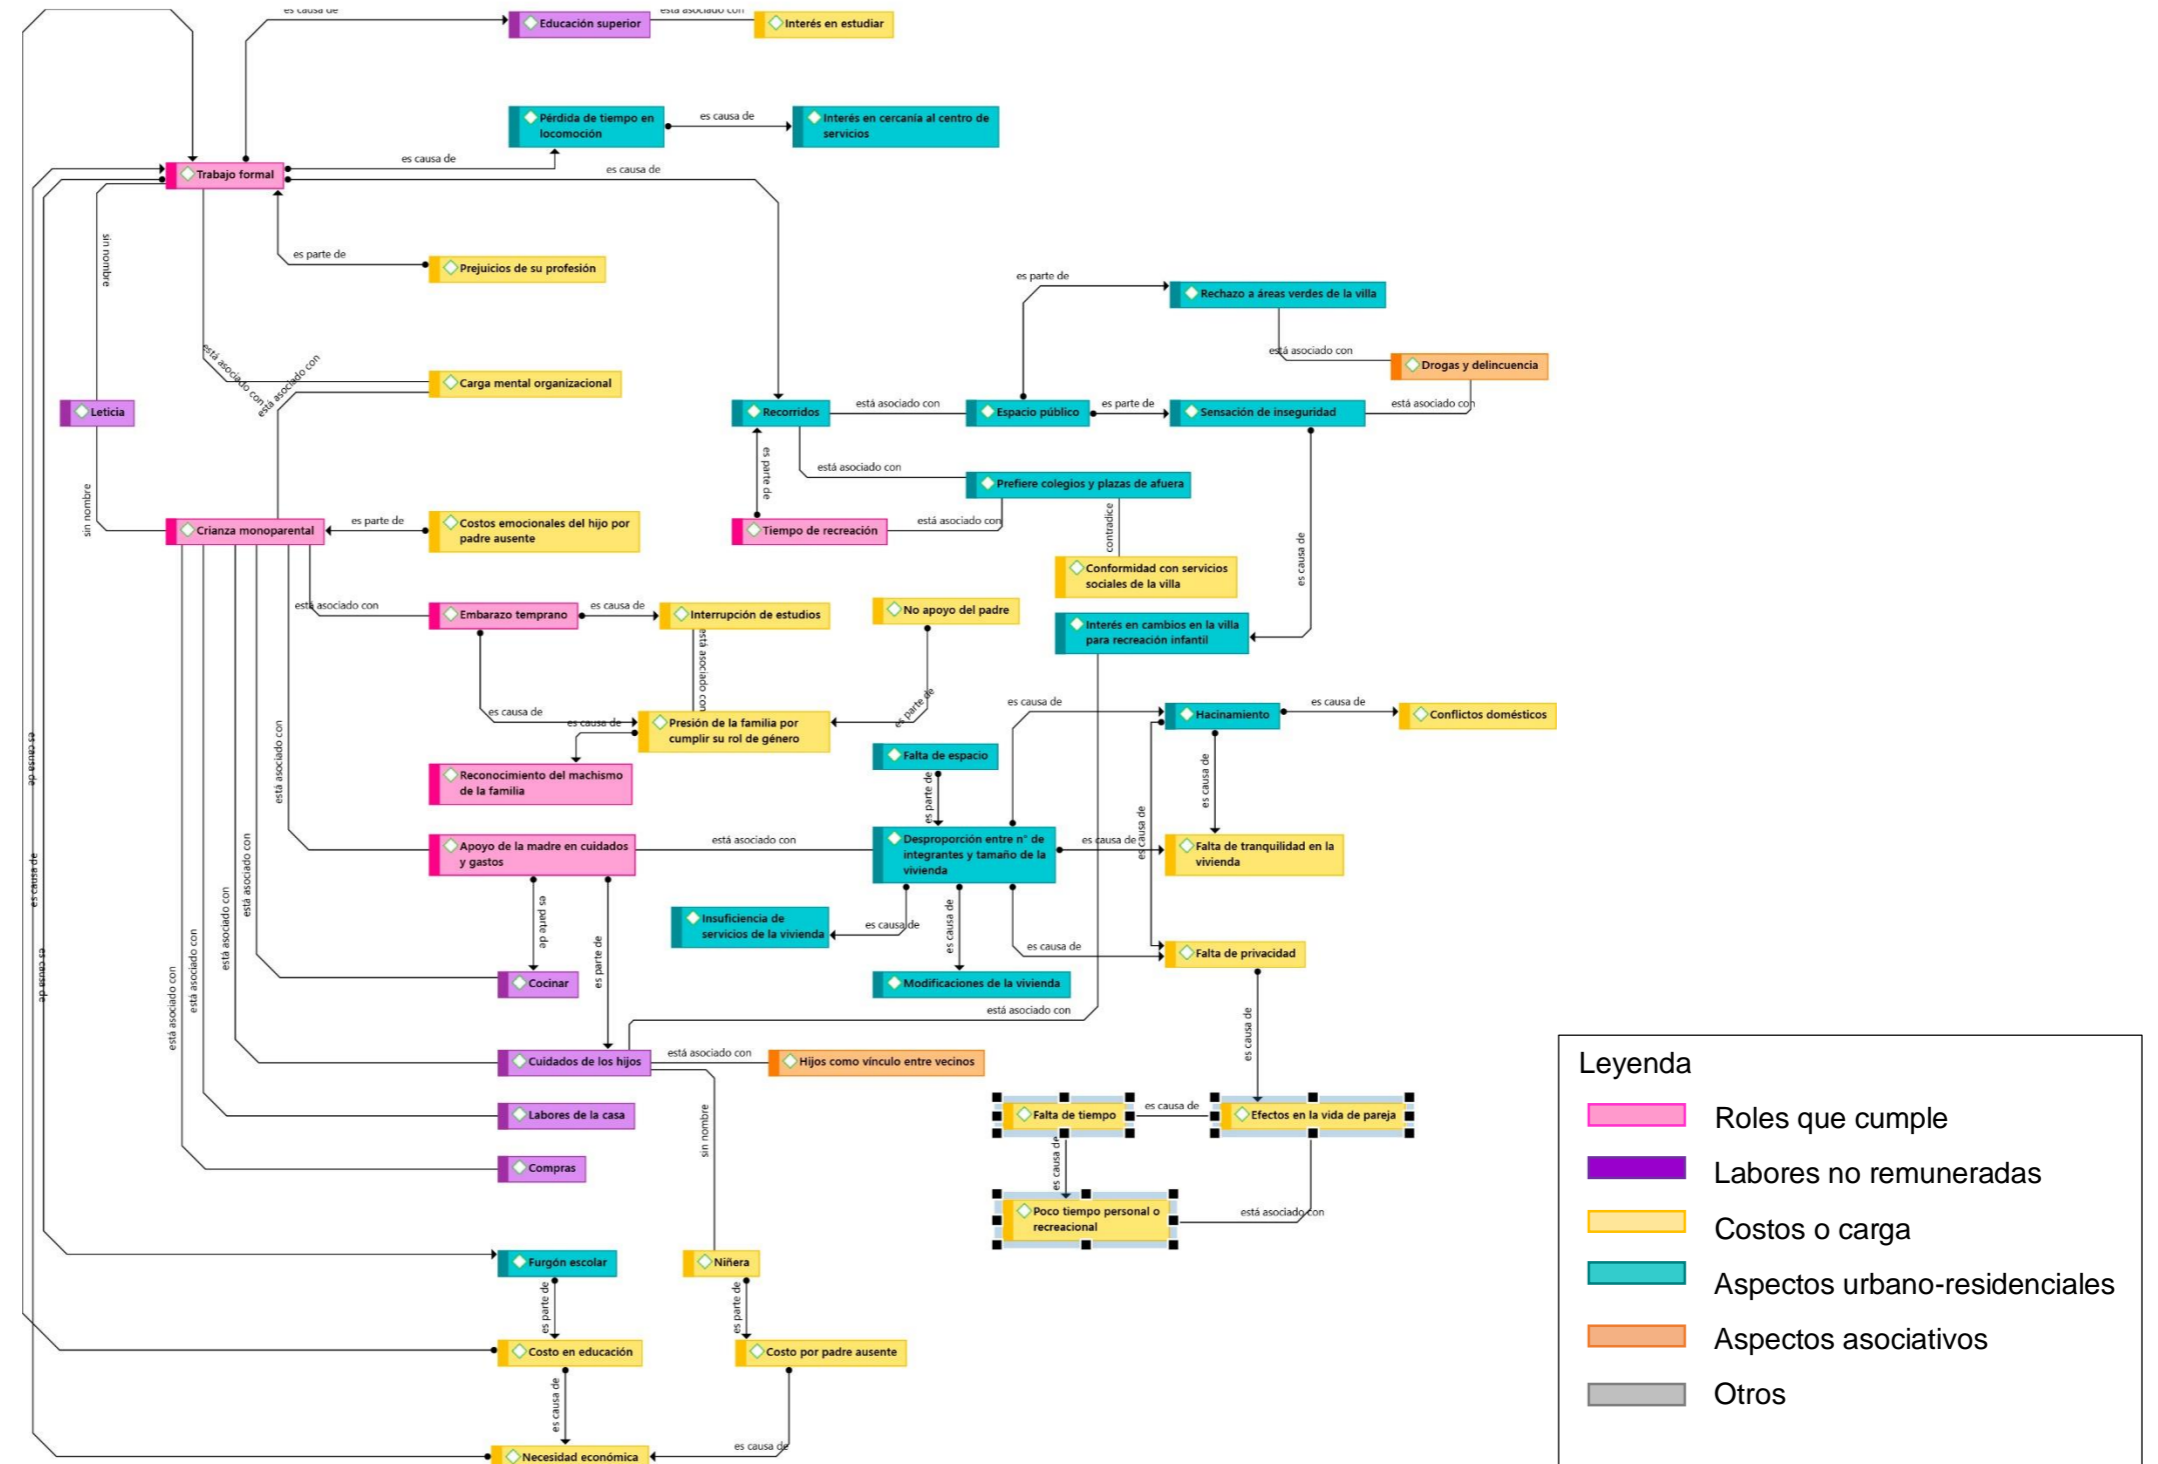 es causa de
Educación superior
está asociado con
Interés en estudiar
Pérdida de tiempo en
locomoción
es causa de
Interés en cercanía al centro de
servicios
es causa de
Trabajo formal
es causa de
sin nombre
es parte de
Prejuicios de su profesión
es parte de
Rechazo a áreas verdes de la villa
está asociado con
Drogas y delincuencia
está asociado con
está asociado con
Carga mental organizacional
Leticia
Recorridos
está asociado con
Espacio público
es parte de
Sensación de inseguridad
está asociado con
es parte de
está asociado con
Prefiere colegios y plazas de afuera
sin nombre
Crianza monoparental
es parte de
Costos emocionales del hijo por
padre ausente
Tiempo de recreación
está asociado con
contradice
Conformidad con servicios
sociales de la villa
es causa de
está asociado con
Embarazo temprano
es causa de
Interrupción de estudios
No apoyo del padre
Interés en cambios en la villa
para recreación infantil
está asociado con
es causa de
es causa de
Presión de la familia por
cumplir su rol de género
es parte de
es causa de
Hacinamiento
es causa de
Conflictos domésticos
Falta de espacio
es parte de
es causa de
es causa de
Reconocimiento del machismo
de la familia
está asociado con
es causa de
Apoyo de la madre en cuidados
y gastos
está asociado con
Desproporción entre n° de
integrantes y tamaño de la
vivienda
es causa de
Falta de tranquilidad en la
vivienda
es causa de
es causa de
es causa de
está asociado con
está asociado con
está asociado con
está asociado con
es parte de
es parte de
Insuficiencia de
servicios de la vivienda
es causa de
es causa de
es causa de
Falta de privacidad
Cocinar
Modificaciones de la vivienda
está asociado con
es causa de
Cuidados de los hijos
está asociado con
Hijos como vínculo entre vecinos
Labores de la casa
sin nombre
Falta de tiempo
es causa de
Efectos en la vida de pareja
es causa de
Compras
Poco tiempo personal o
recreacional
está asociado con
Furgón escolar
Niñera
es parte de
es parte de
Costo en educación
Costo por padre ausente
es causa de
es causa de
Necesidad económica
Leyenda
Roles que cumple
Labores no remuneradas
Costos o carga
Aspectos urbano-residenciales
Aspectos asociativos
Otros